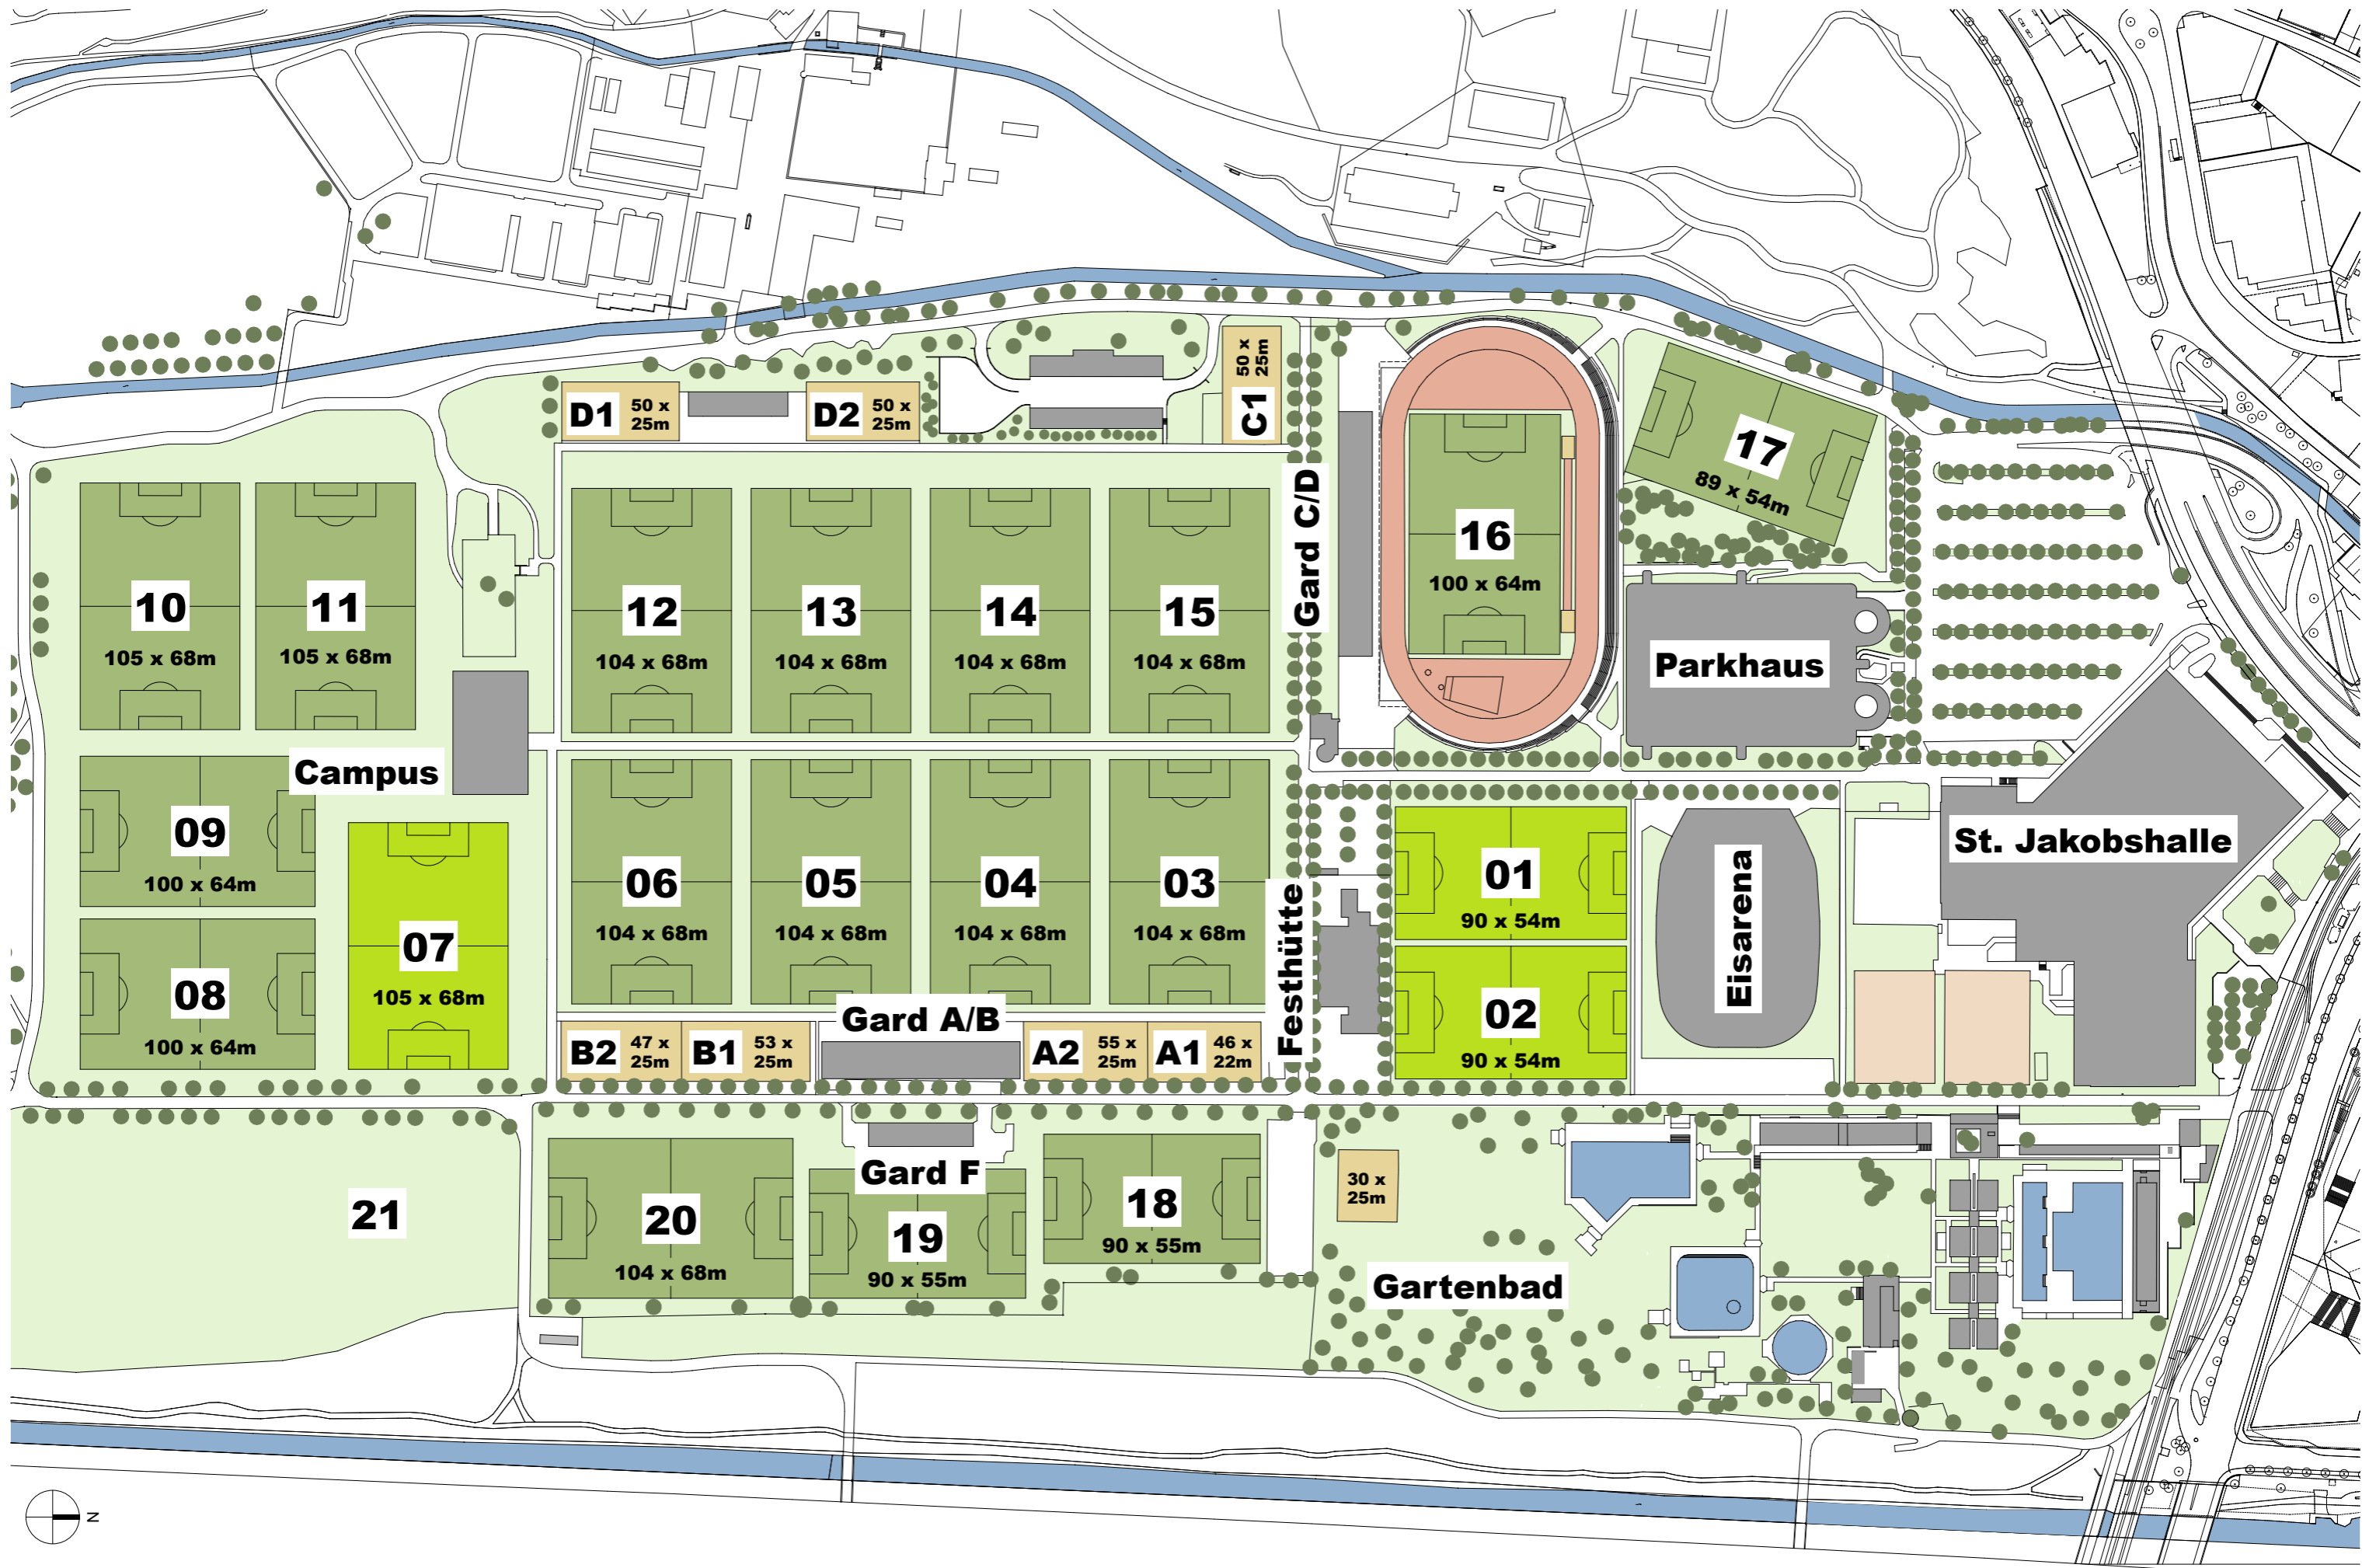 D1
50 x
25m
D2
50 x
25m
C1
50 x
25m
Gard C/D
17
89 x 54m
16
100 x 64m
10
105 x 68m
11
105 x 68m
12
104 x 68m
13
104 x 68m
14
104 x 68m
15
104 x 68m
Parkhaus
Campus
09
100 x 64m
08
100 x 64m
07
105 x 68m
06
104 x 68m
05
104 x 68m
04
104 x 68m
03
104 x 68m
Festhütte
01
90 x 54m
02
90 x 54m
Eisarena
St. Jakobshalle
Gard A/B
B2
47 x
25m
B1
53 x
25m
A2
55 x
25m
A1
46 x
22m
21
20
104 x 68m
Gard F
19
90 x 55m
18
90 x 55m
30 x
25m
Gartenbad
N